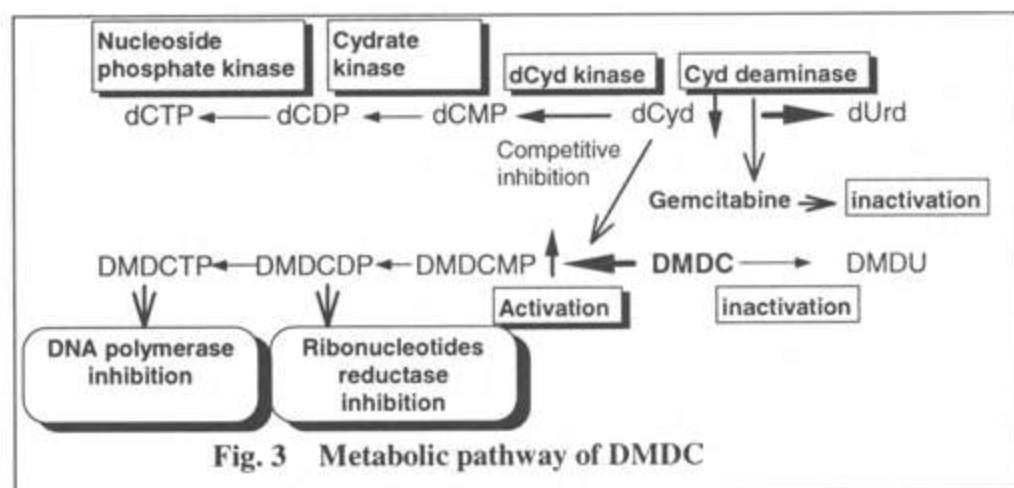 Nucleoside
phosphate kinase
Cydrate
kinase
dCyd kinase
Cyd deaminase
dCTP
dCDP
dCMP
dCyd
dUrd
Competitive
inhibition
Gemcitabine
inactivation
DMDCTP
DMDCDP
DMDCMP
DMDC
DMDU
Activation
inactivation
DNA polymerase
inhibition
Ribonucleotides
reductase
inhibition
Fig. 3 Metabolic pathway of DMDC